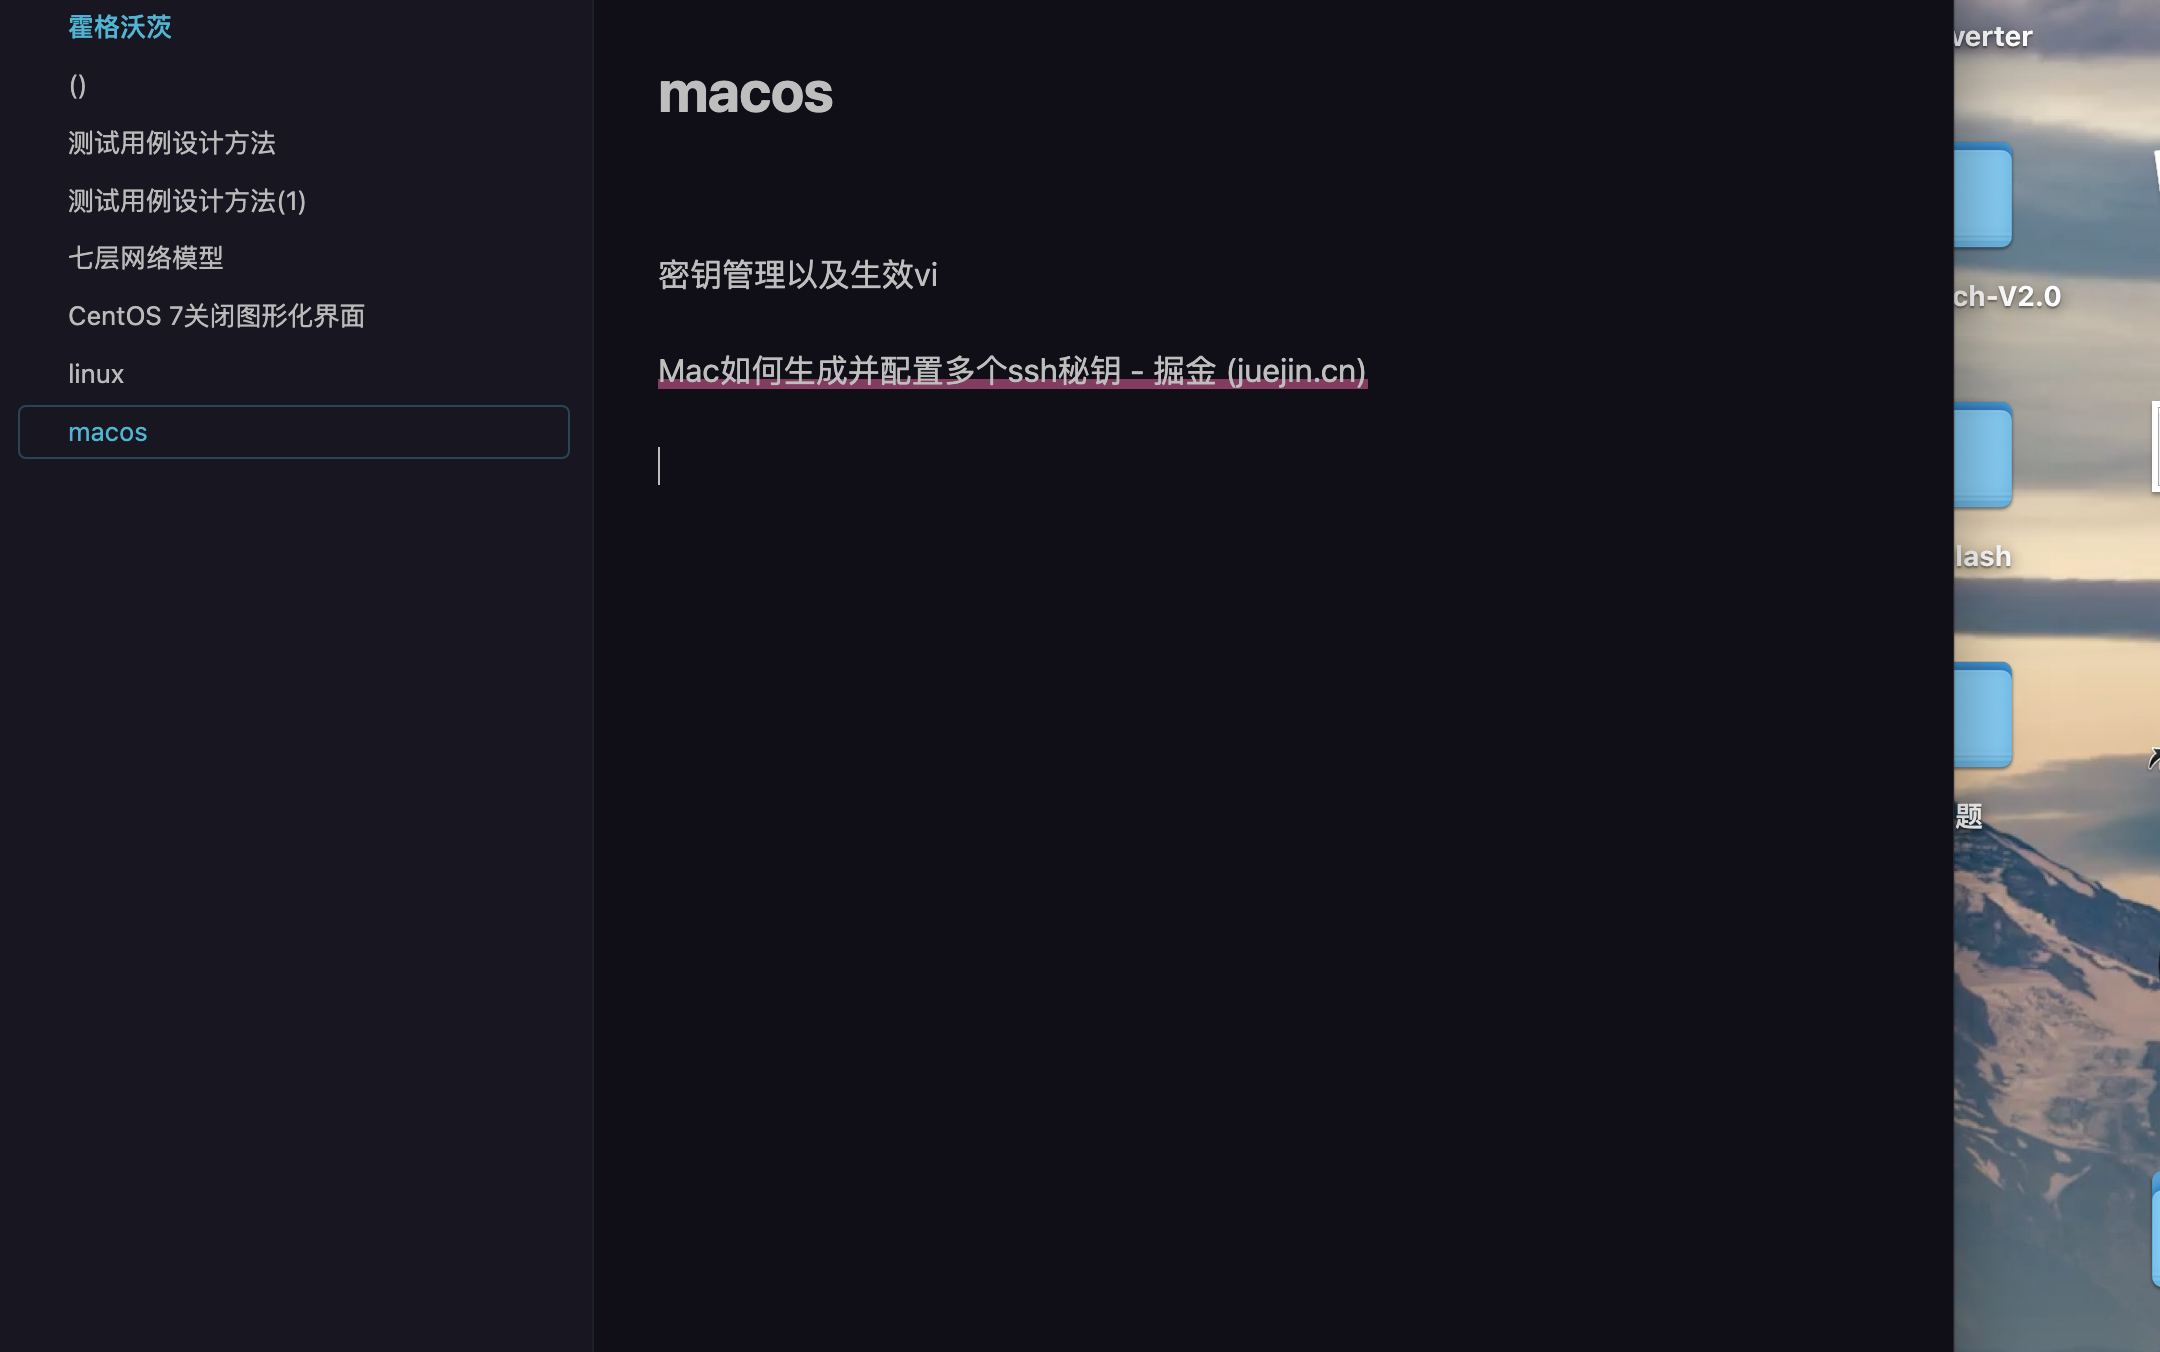 霍格沃茨
()
测试用例设计方法
测试用例设计方法(1)
七层网络模型
CentOS 7关闭图形化界面
linux
macos
macos
密钥管理以及生效vi
Mac如何生成并配置多个ssh秘钥 - 掘金 (juejin.cn)
verter
ch-V2.0
lash
题